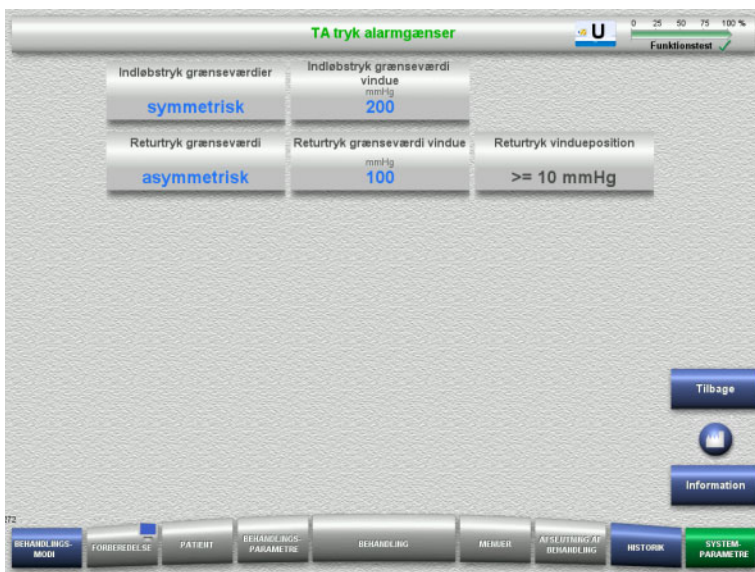 TA tryk alarmgænser
U
0 25 50 75 100 %
Funktionstest
Indløbstryk grænseværdier
symmetrisk
Indløbstryk grænseværdi
vindue
mmHg
200
Returtryk grænseværdi
asymmetrisk
Returtryk grænseværdi vindue
mmHg
100
Returtryk vindueposition
>= 10 mmHg
Tilbage
Information
272
BEHANDLINGS-
MODI
FORBEREDELSE
PATIENT
BEHANDLINGS-
PARAMETRE
BEHANDLING
MENUER
AFSLUTNING AF
BEHANDLING
HISTORIK
SYSTEM-
PARAMETRE